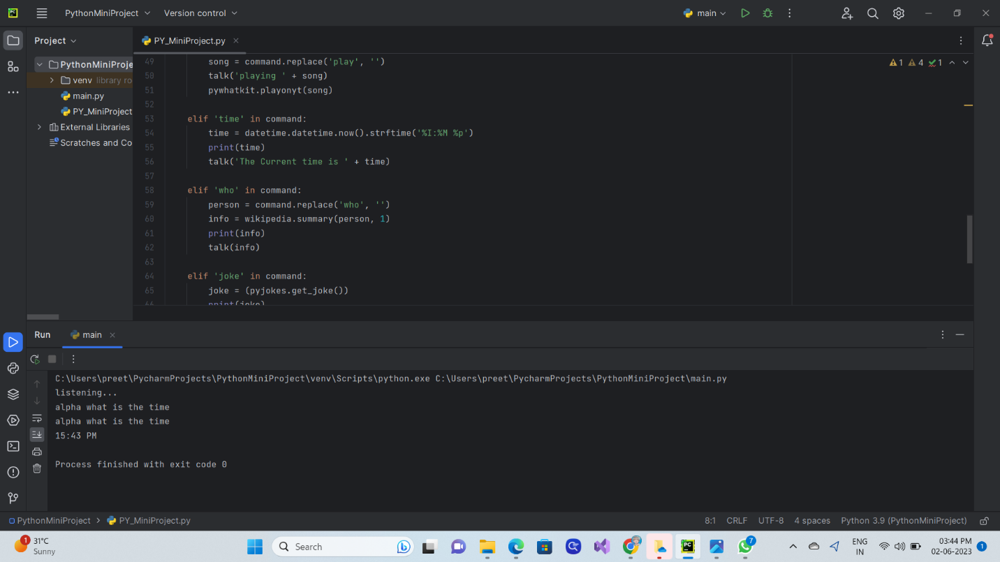 PythonMiniProject
Version control
main
Project
PY_MiniProject.py
PythonMiniProje
venv library ro
main.py
PY_MiniProject
External Libraries
Scratches and Co
1 4 1
49 song = command.replace('play', '')
50 talk('playing ' + song)
51 pywhatkit.playonyt(song)
52
53 elif 'time' in command:
54 time = datetime.datetime.now().strftime('%I:%M %p')
55 print(time)
56 talk('The Current time is ' + time)
57
58 elif 'who' in command:
59 person = command.replace('who', '')
60 info = wikipedia.summary(person, 1)
61 print(info)
62 talk(info)
63
64 elif 'joke' in command:
65 joke = (pyjokes.get_joke())
66 print(joke)
Run main
C:\Users\preet\PycharmProjects\PythonMiniProject\venv\Scripts\python.exe C:\Users\preet\PycharmProjects\PythonMiniProject\main.py
listening...
alpha what is the time
alpha what is the time
15:43 PM
Process finished with exit code 0
PythonMiniProject > PY_MiniProject.py
8:1 CRLF UTF-8 4 spaces Python 3.9 (PythonMiniProject)
1
31°C
Sunny
Search
PC
7
ENG
IN
03:44 PM
02-06-2023
1